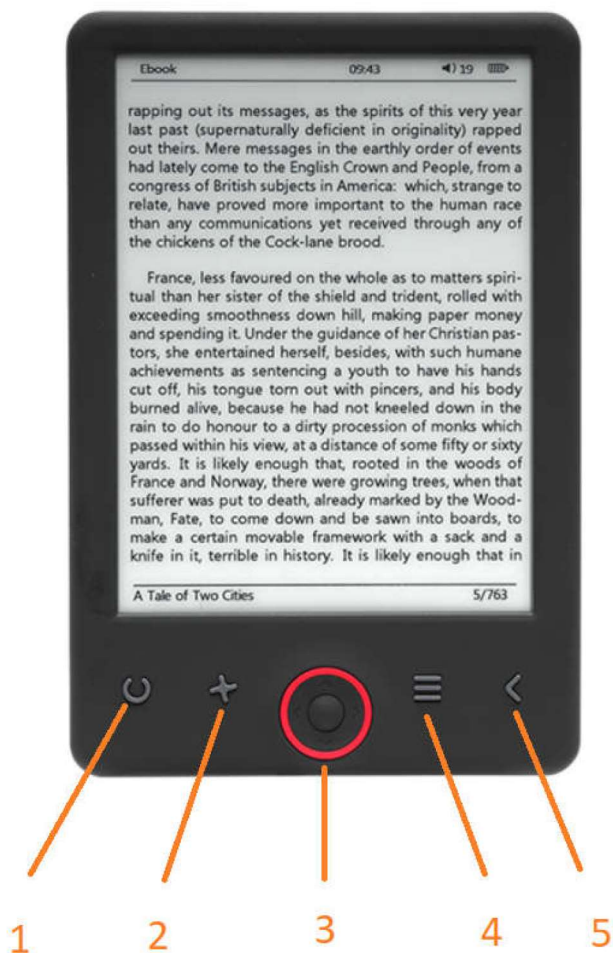 Ebook 09:43 19
rapping out its messages, as the spirits of this very year
last past (supernaturally deficient in originality) rapped
out theirs. Mere messages in the earthly order of events
had lately come to the English Crown and People, from a
congress of British subjects in America: which, strange to
relate, have proved more important to the human race
than any communications yet received through any of
the chickens of the Cock-lane brood.
France, less favoured on the whole as to matters spiri-
tual than her sister of the shield and trident, rolled with
exceeding smoothness down hill, making paper money
and spending it. Under the guidance of her Christian pas-
tors, she entertained herself, besides, with such humane
achievements as sentencing a youth to have his hands
cut off, his tongue torn out with pincers, and his body
burned alive, because he had not kneeled down in the
rain to do honour to a dirty procession of monks which
passed within his view, at a distance of some fifty or sixty
yards. It is likely enough that, rooted in the woods of
France and Norway, there were growing trees, when that
sufferer was put to death, already marked by the Wood-
man, Fate, to come down and be sawn into boards, to
make a certain movable framework with a sack and a
knife in it, terrible in history. It is likely enough that in
A Tale of Two Cities 5/763
1 2 3 4 5